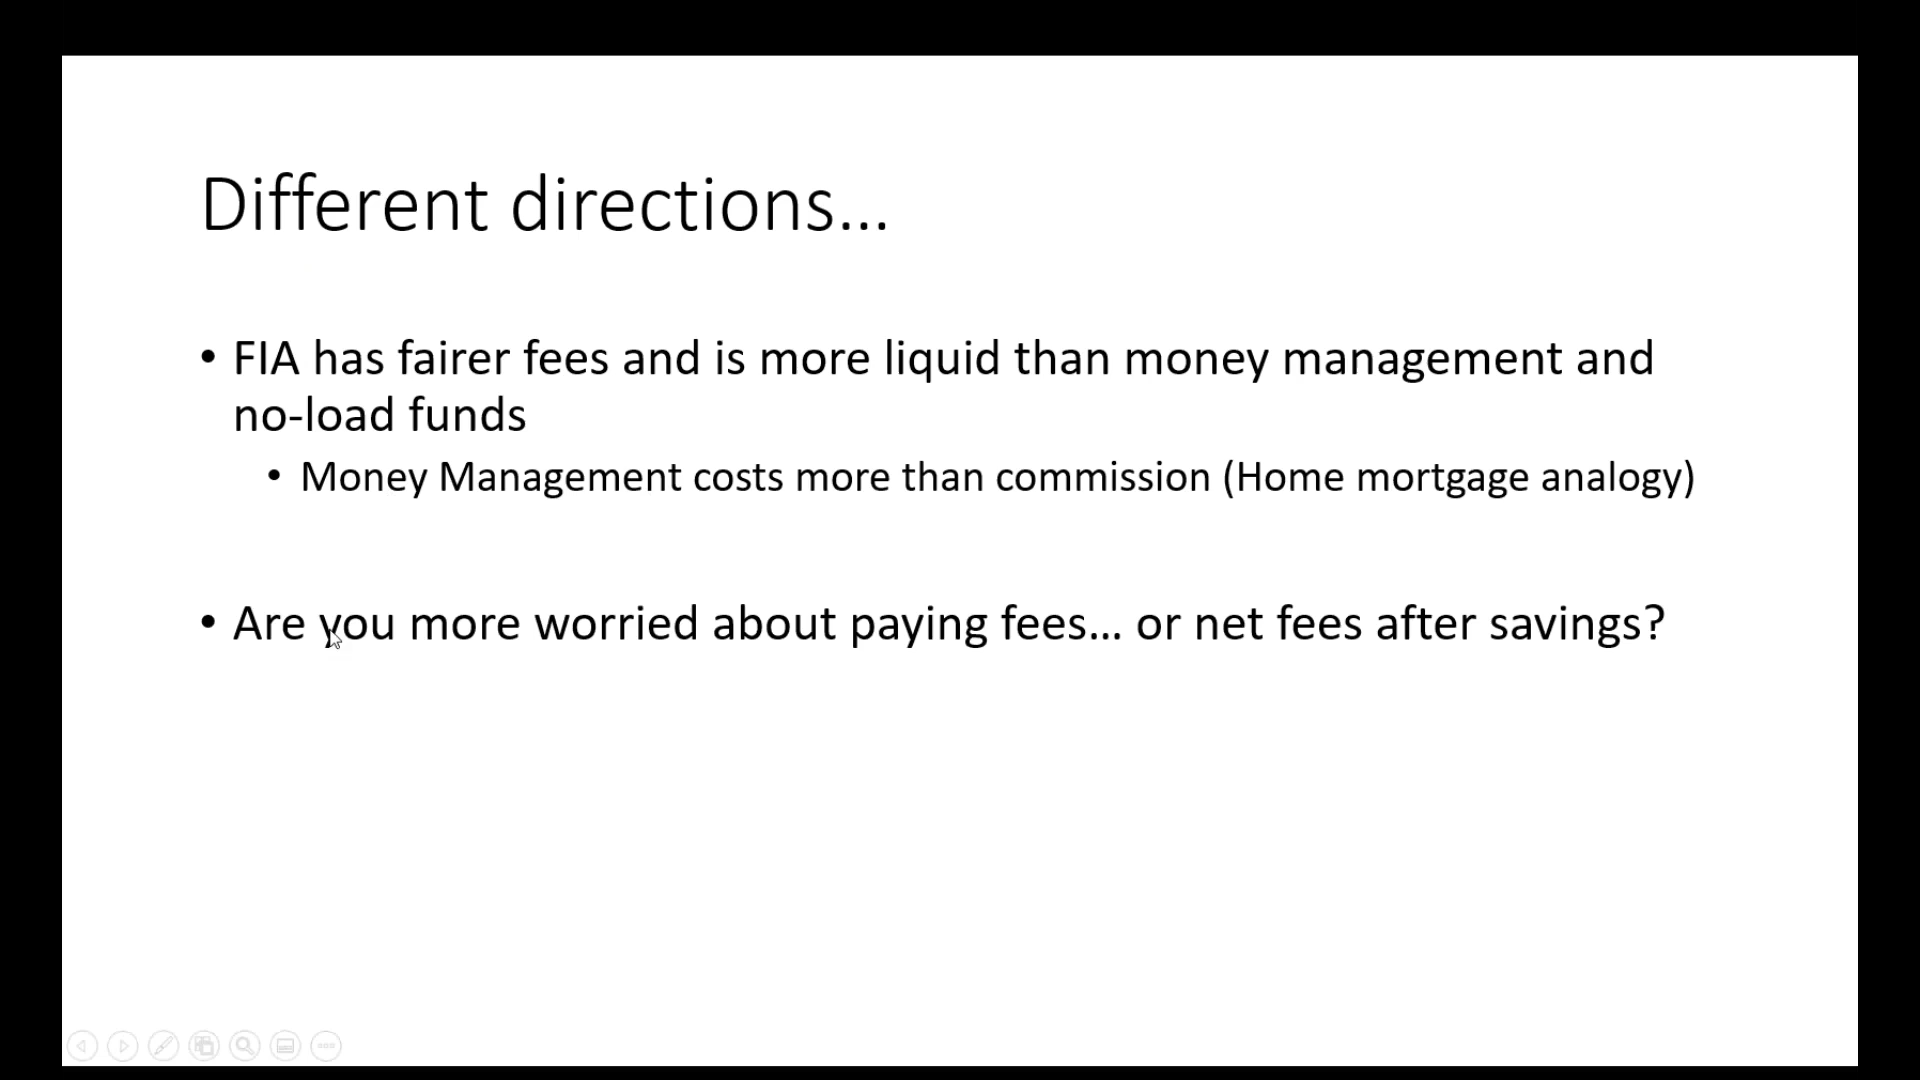 Different directions...
• FIA has fairer fees and is more liquid than money management and
no-load funds
• Money Management costs more than commission (Home mortgage analogy)
• Are you more worried about paying fees... or net fees after savings?